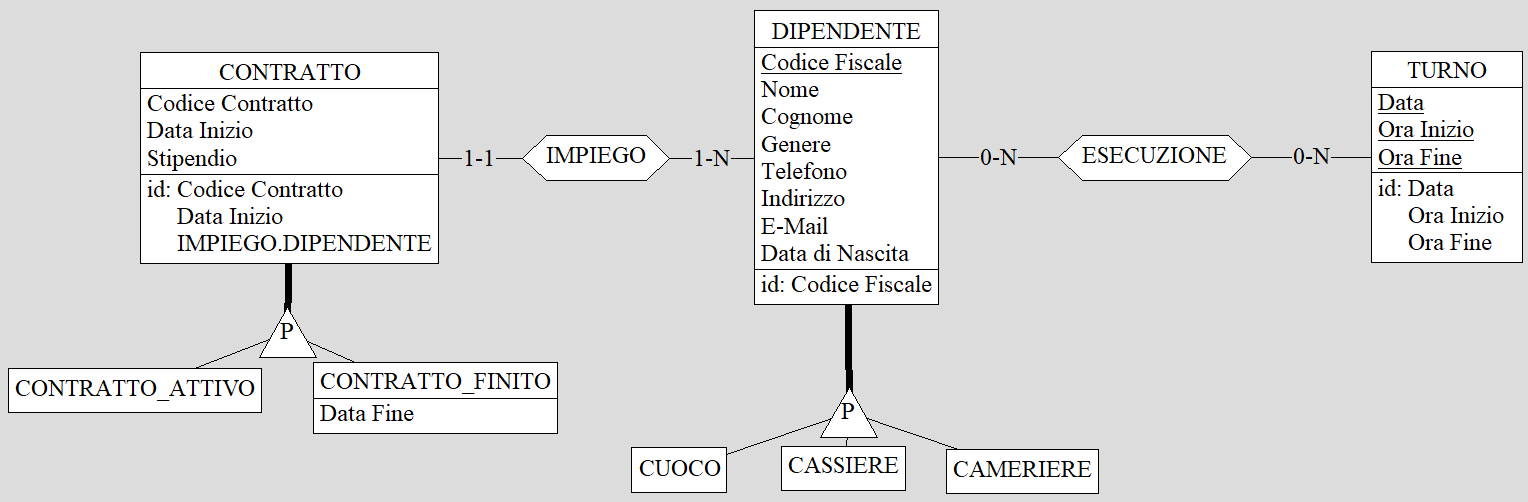 CONTRATTO
Codice Contratto
Data Inizio
Stipendio
id: Codice Contratto
Data Inizio
IMPIEGO.DIPENDENTE
1-1
IMPIEGO
1-N
DIPENDENTE
Codice Fiscale
Nome
Cognome
Genere
Telefono
Indirizzo
E-Mail
Data di Nascita
id: Codice Fiscale
0-N
ESECUZIONE
0-N
TURNO
Data
Ora Inizio
Ora Fine
id: Data
Ora Inizio
Ora Fine
P
CONTRATTO_ATTIVO
CONTRATTO_FINITO
Data Fine
P
CUOCO
CASSIERE
CAMERIERE